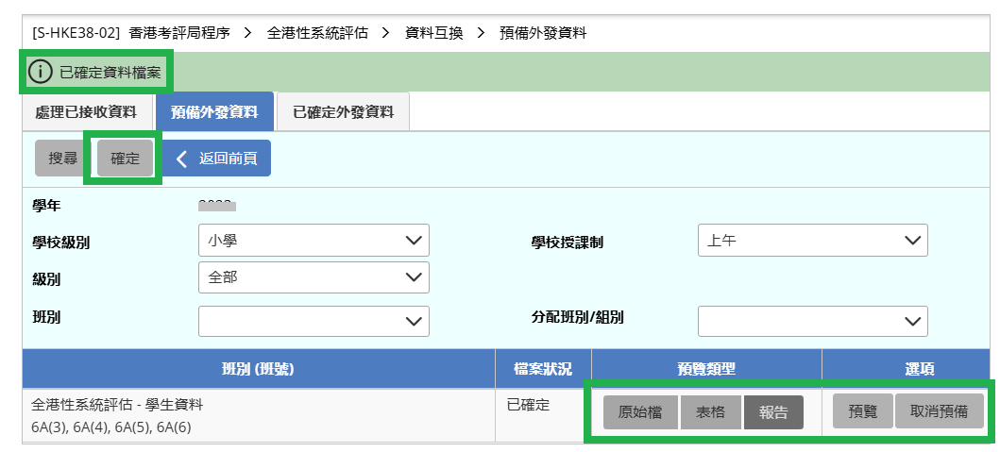 [S-HKE38-02] 香港考評局程序 > 全港性系統評估 > 資料互換 > 預備外發資料
已確定資料檔案
處理已接收資料 預備外發資料 已確定外發資料
搜尋 確定 返回前頁
學年
學校級別 小學 學校授課制 上午
級別 全部
班別 分配班別/組別
班別 (班號) 檔案狀況 預覽類型 選項
全港性系統評估 - 學生資料 已確定 原始檔 表格 報告 預覽 取消預備
6A(3), 6A(4), 6A(5), 6A(6)